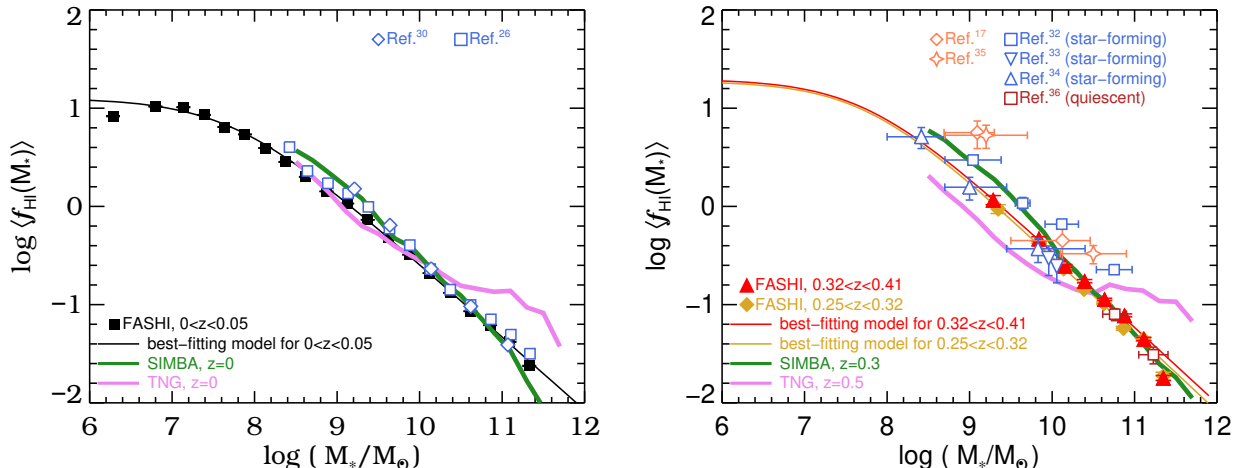 Ref.30 Ref.26
2
1
0
−1
−2
log ⟨fHI(M*)⟩
FASHI, 0<z<0.05
best−fitting model for 0<z<0.05
SIMBA, z=0
TNG, z=0
6 7 8 9 10 11 12
log ( M*/M⊙)
Ref.17
Ref.35
Ref.32 (star−forming)
Ref.33 (star−forming)
Ref.34 (star−forming)
Ref.36 (quiescent)
2
1
0
−1
−2
log ⟨fHI(M*)⟩
FASHI, 0.32<z<0.41
FASHI, 0.25<z<0.32
best−fitting model for 0.32<z<0.41
best−fitting model for 0.25<z<0.32
SIMBA, z=0.3
TNG, z=0.5
6 7 8 9 10 11 12
log ( M*/M⊙)